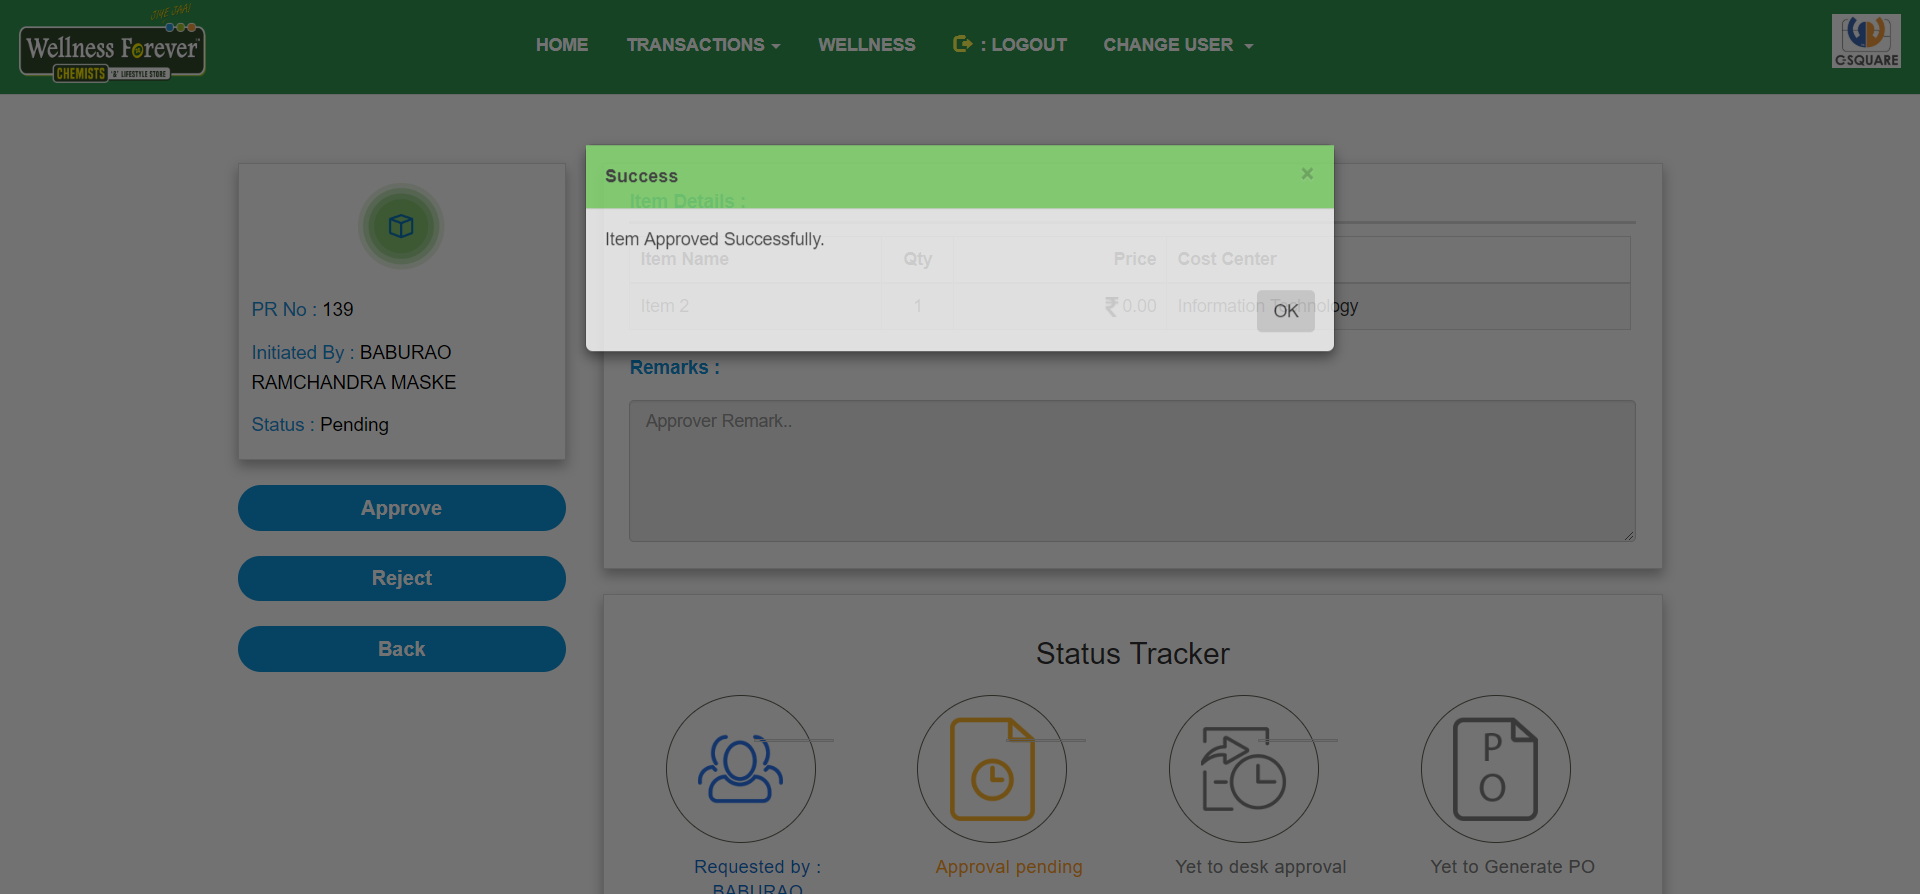 JIYE JAAI
Wellness Forever
CHEMISTS 'A' LIFESTYLE STORE
HOME TRANSACTIONS WELLNESS : LOGOUT CHANGE USER
C-SQUARE
Success ×
Item Details :
Item Approved Successfully.
Item Name Qty Price Cost Center
Item 2 1 ₹ 0.00 Information Technology
OK
PR No : 139
Initiated By : BABURAO
RAMCHANDRA MASKE
Status : Pending
Approve
Reject
Back
Remarks :
Approver Remark..
Status Tracker
PO
Requested by :
BABURAO
Approval pending
Yet to desk approval
Yet to Generate PO